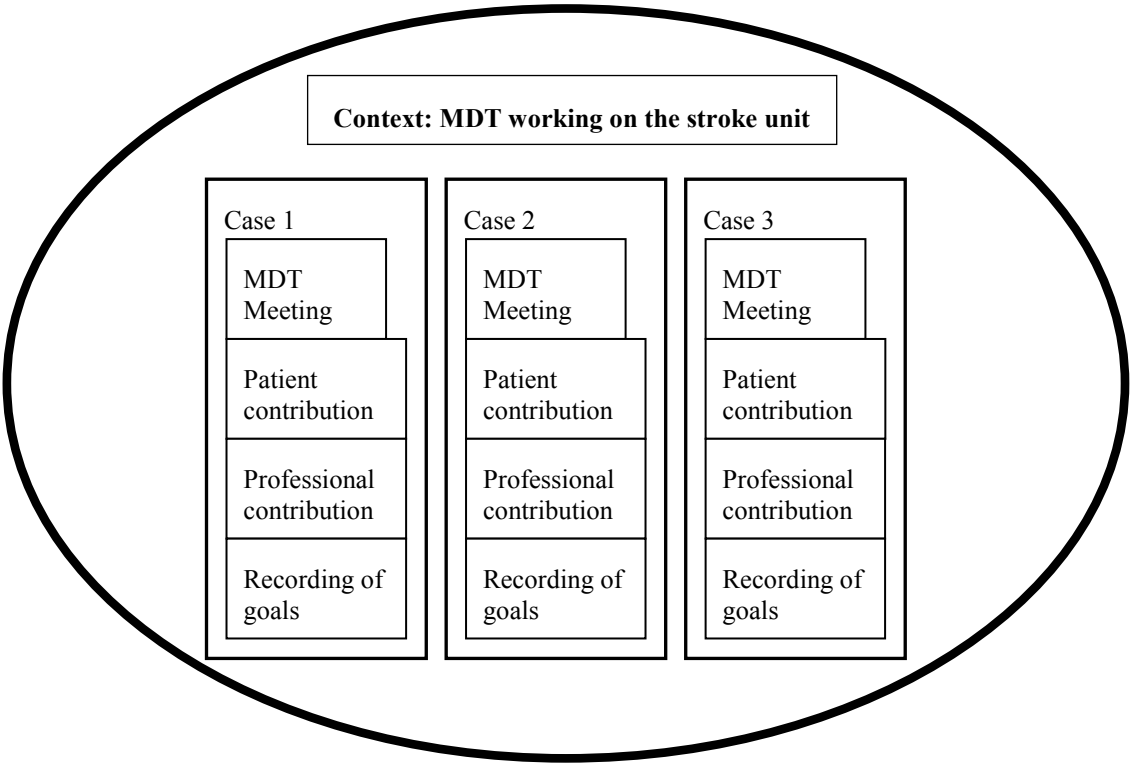 Context: MDT working on the stroke unit
Case 1
MDT
Meeting
Patient
contribution
Professional
contribution
Recording of
goals
Case 2
MDT
Meeting
Patient
contribution
Professional
contribution
Recording of
goals
Case 3
MDT
Meeting
Patient
contribution
Professional
contribution
Recording of
goals